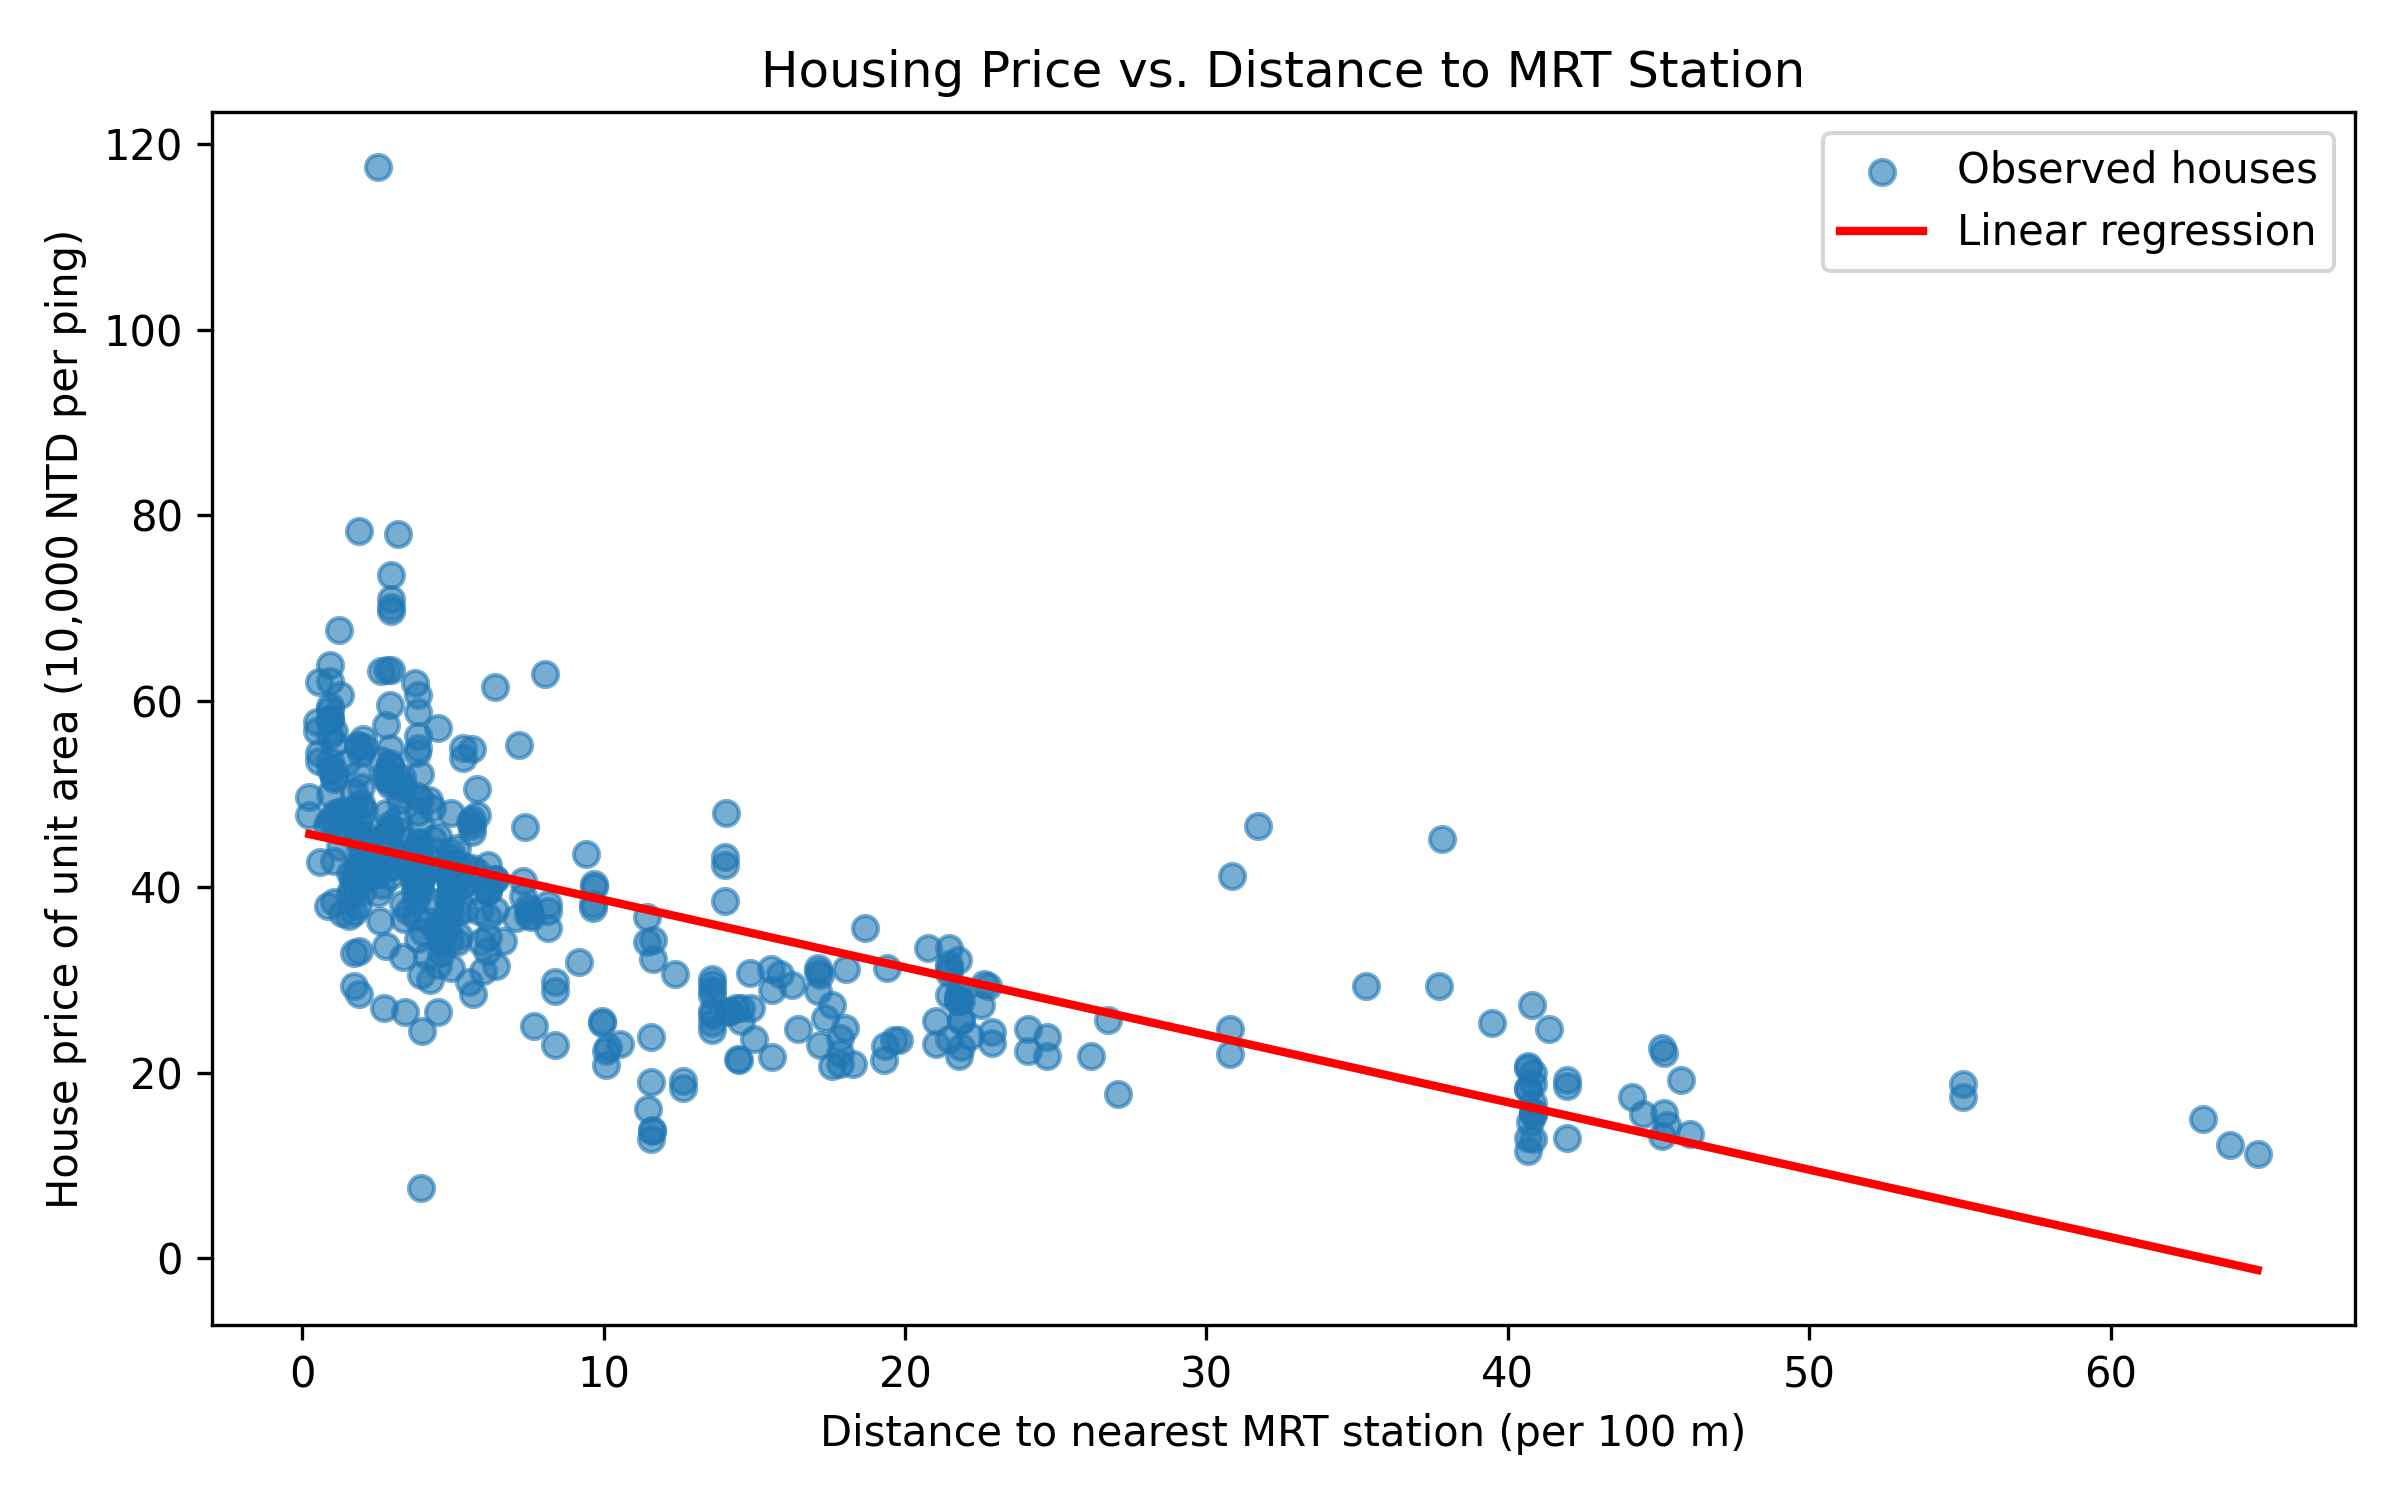 Housing Price vs. Distance to MRT Station
Observed houses
Linear regression
House price of unit area (10,000 NTD per ping)
120
100
80
60
40
20
0
0 10 20 30 40 50 60
Distance to nearest MRT station (per 100 m)